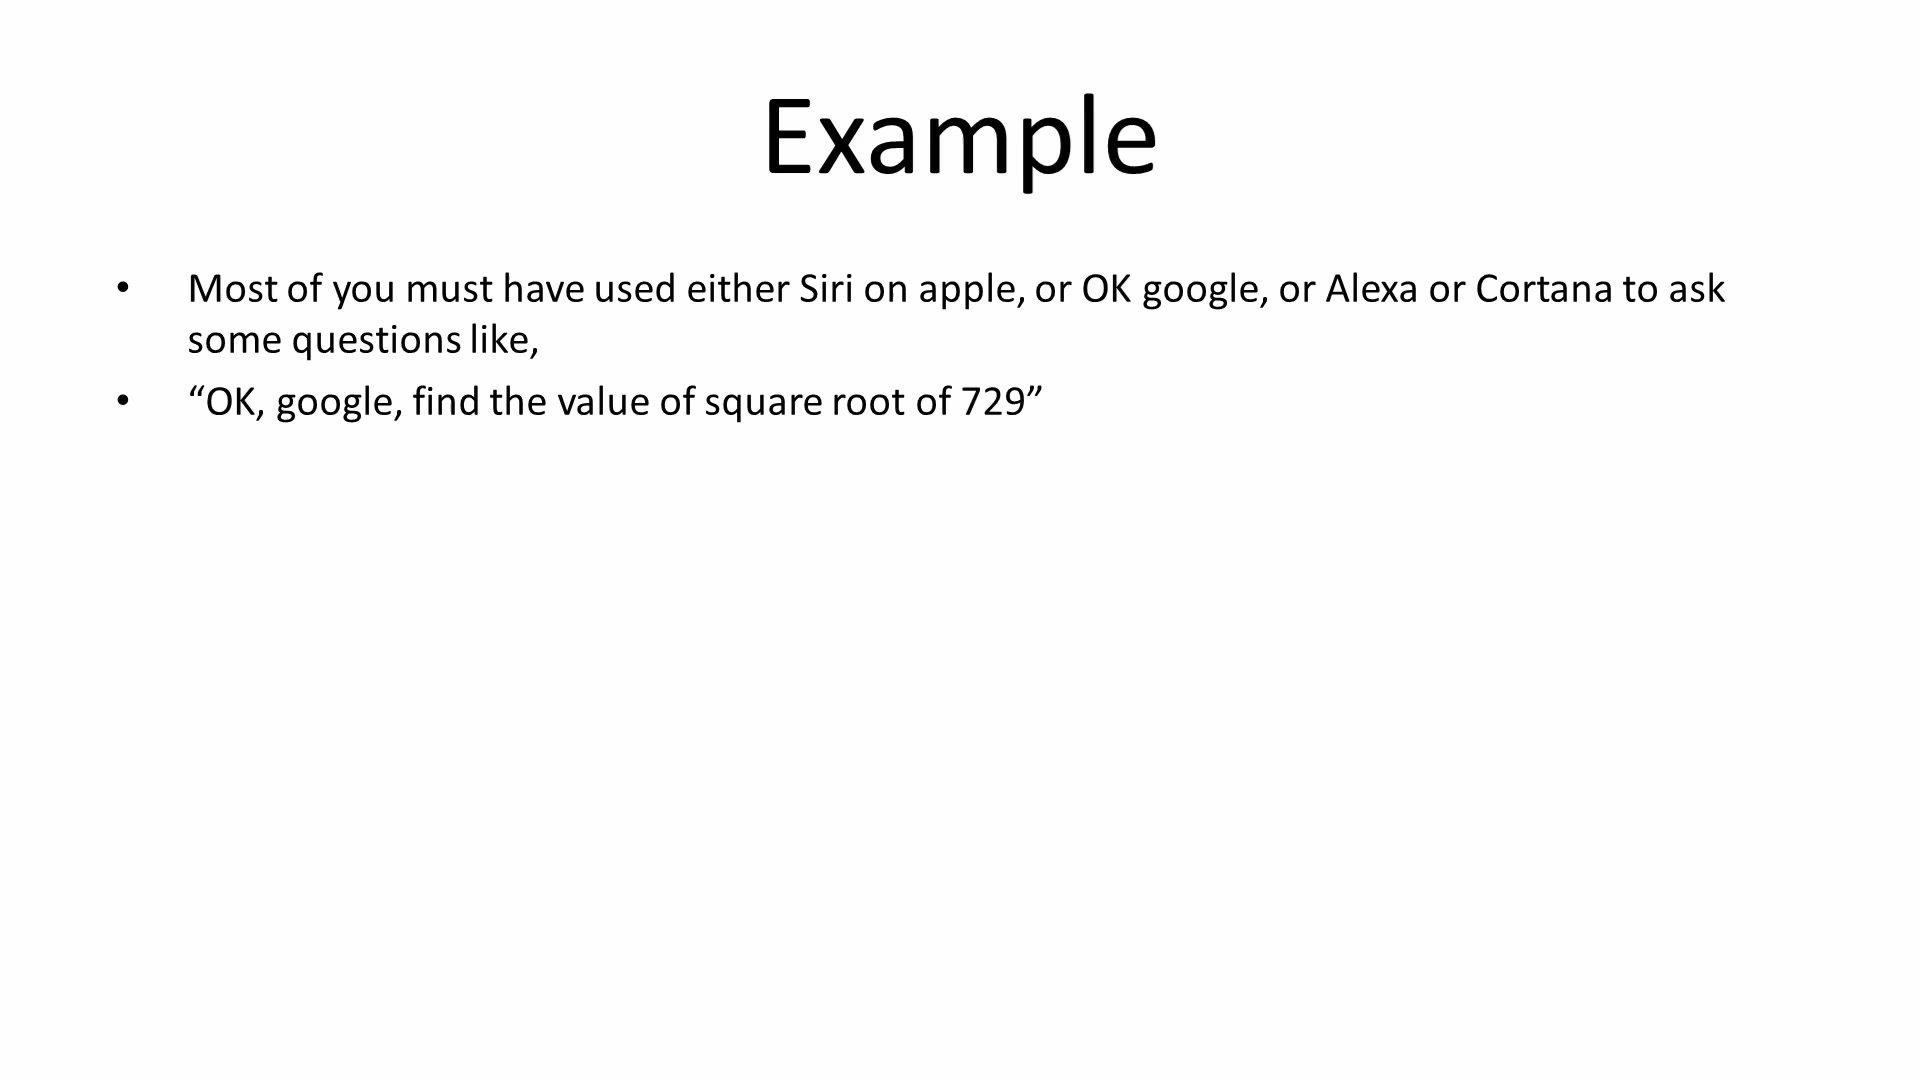 Example
• Most of you must have used either Siri on apple, or OK google, or Alexa or Cortana to ask
some questions like,
• “OK, google, find the value of square root of 729”